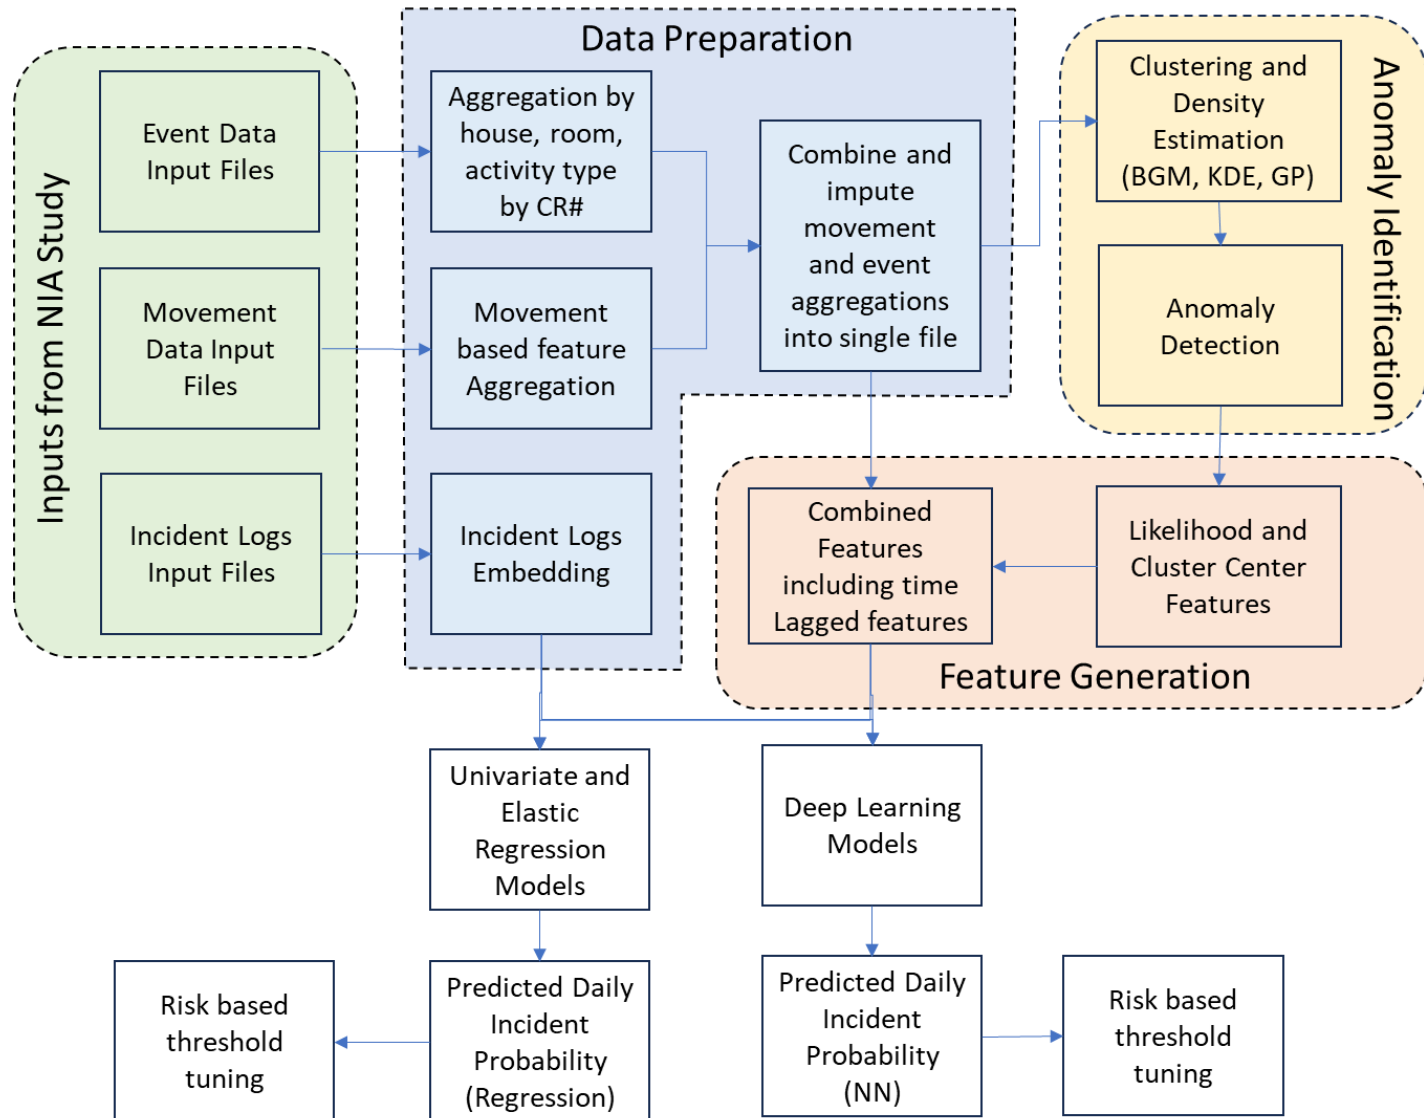 Inputs from NIA Study
Event Data
Input Files
Movement
Data Input
Files
Incident Logs
Input Files
Data Preparation
Aggregation by
house, room,
activity type
by CR#
Movement
based feature
Aggregation
Incident Logs
Embedding
Combine and
impute
movement
and event
aggregations
into single file
Anomaly Identification
Clustering and
Density
Estimation
(BGM, KDE, GP)
Anomaly
Detection
Combined
Features
including time
Lagged features
Likelihood and
Cluster Center
Features
Feature Generation
Univariate and
Elastic
Regression
Models
Deep Learning
Models
Risk based
threshold
tuning
Predicted Daily
Incident
Probability
(Regression)
Predicted Daily
Incident
Probability
(NN)
Risk based
threshold
tuning